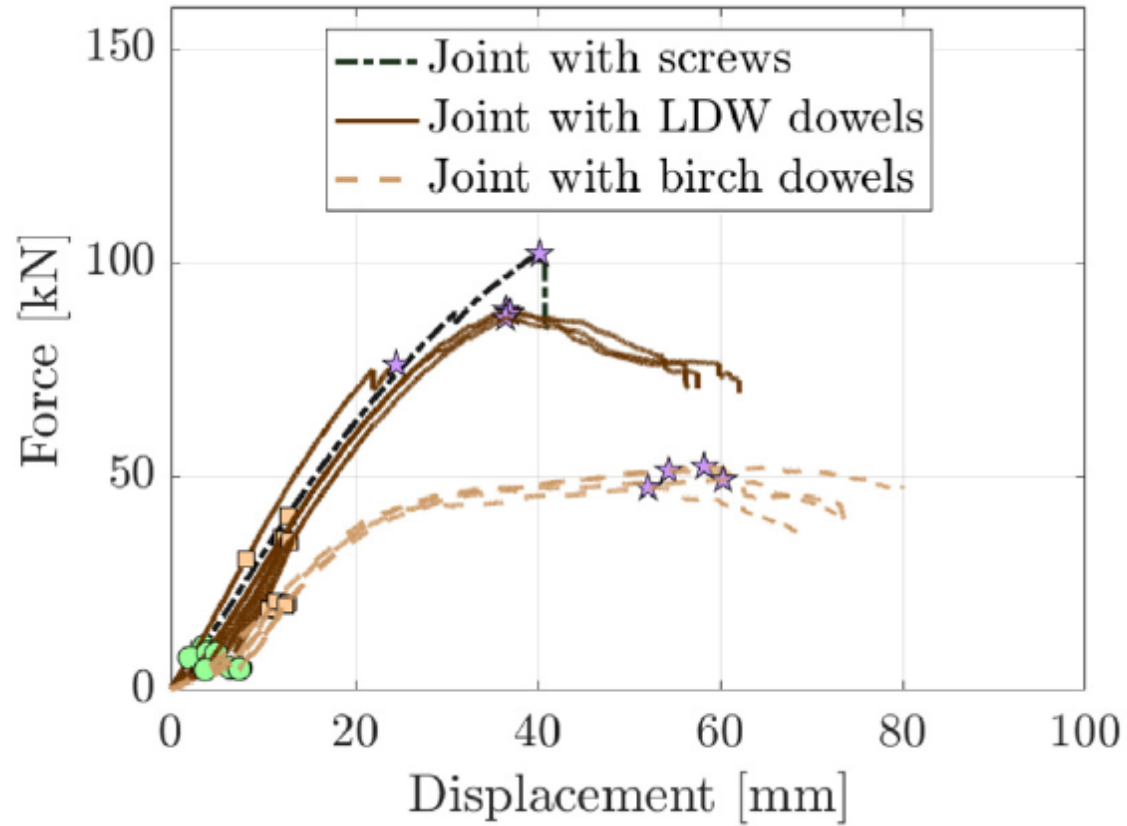 150
100
50
0
Force [kN]
Joint with screws
Joint with LDW dowels
Joint with birch dowels
0 20 40 60 80 100
Displacement [mm]